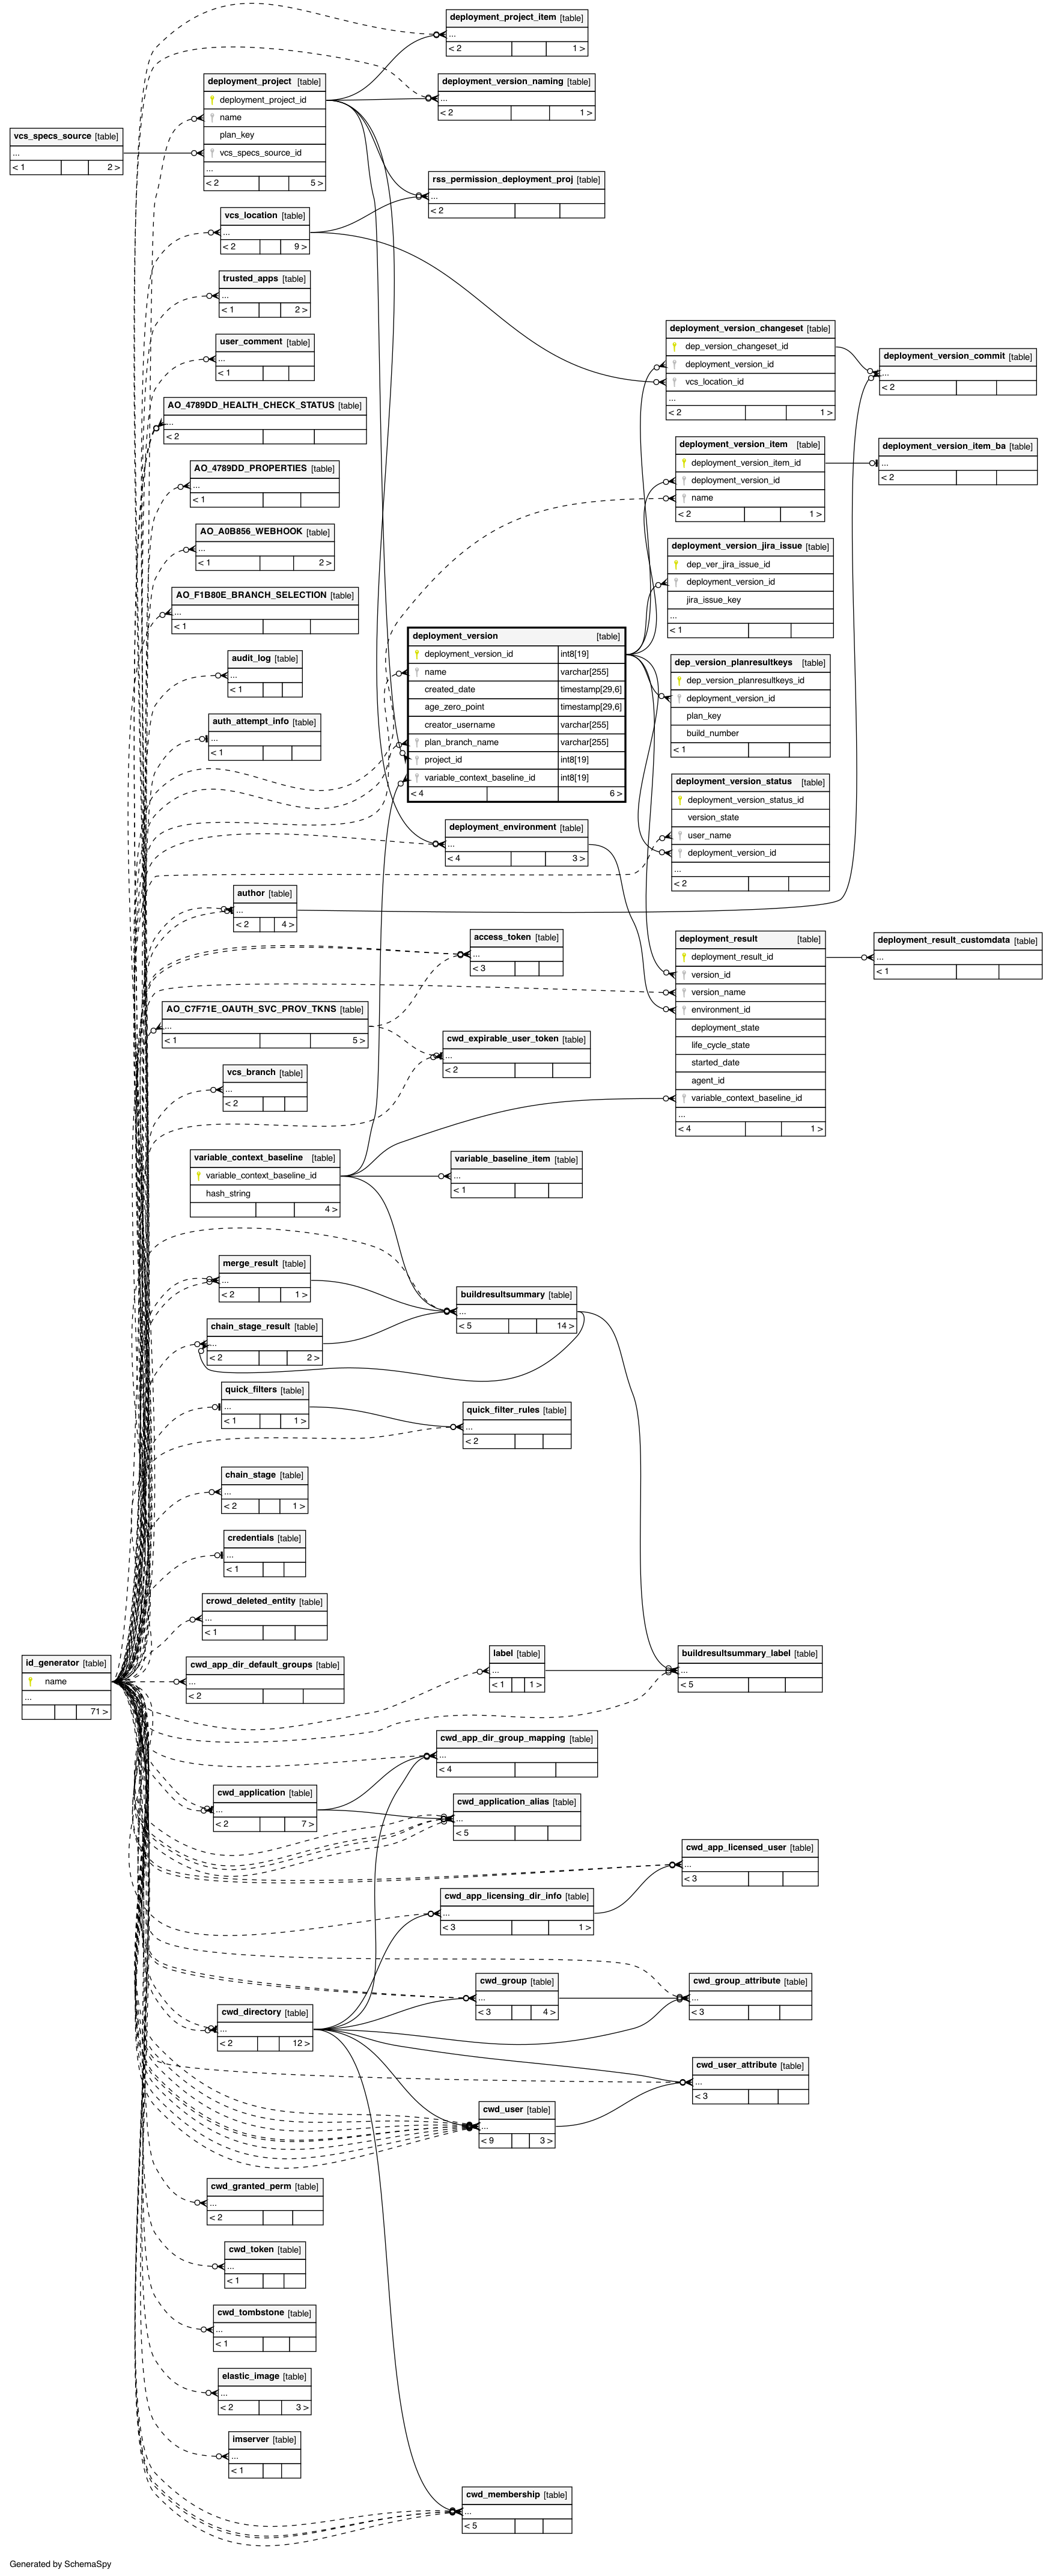 deployment_project_item [table]
...
< 2 1 >
deployment_version_naming [table]
...
< 2 1 >
deployment_project [table]
deployment_project_id
name
plan_key
vcs_specs_source_id
...
< 2 5 >
vcs_specs_source [table]
...
< 1 2 >
rss_permission_deployment_proj [table]
...
< 2
vcs_location [table]
...
< 2 9 >
trusted_apps [table]
...
< 1 2 >
user_comment [table]
...
< 1
AO_4789DD_HEALTH_CHECK_STATUS [table]
...
< 2
AO_4789DD_PROPERTIES [table]
...
< 1
AO_A0B856_WEBHOOK [table]
...
< 1 2 >
AO_F1B80E_BRANCH_SELECTION [table]
...
< 1
audit_log [table]
...
< 1
auth_attempt_info [table]
...
< 1
deployment_version_changeset [table]
dep_version_changeset_id
deployment_version_id
vcs_location_id
...
< 2 1 >
deployment_version_commit [table]
...
< 2
deployment_version_item [table]
deployment_version_item_id
deployment_version_id
name
< 2 1 >
deployment_version_item_ba [table]
...
< 2
deployment_version_jira_issue [table]
dep_ver_jira_issue_id
deployment_version_id
jira_issue_key
...
< 1
deployment_version [table]
deployment_version_id int8[19]
name varchar[255]
created_date timestamp[29,6]
age_zero_point timestamp[29,6]
creator_username varchar[255]
plan_branch_name varchar[255]
project_id int8[19]
variable_context_baseline_id int8[19]
< 4 6 >
dep_version_planresultkeys [table]
dep_version_planresultkeys_id
deployment_version_id
plan_key
build_number
< 1
deployment_version_status [table]
deployment_version_status_id
version_state
user_name
deployment_version_id
...
< 2
deployment_environment [table]
...
< 4 3 >
author [table]
...
< 2 4 >
access_token [table]
...
< 3
deployment_result [table]
deployment_result_id
version_id
version_name
environment_id
deployment_state
life_cycle_state
started_date
agent_id
variable_context_baseline_id
...
< 4 1 >
deployment_result_customdata [table]
...
< 1
AO_C7F71E_OAUTH_SVC_PROV_TKNS [table]
...
< 1 5 >
cwd_expirable_user_token [table]
...
< 2
vcs_branch [table]
...
< 2
variable_context_baseline [table]
variable_context_baseline_id
hash_string
4 >
variable_baseline_item [table]
...
< 1
merge_result [table]
...
< 2 1 >
buildresultsummary [table]
...
< 5 14 >
chain_stage_result [table]
...
< 2 2 >
quick_filters [table]
...
< 1 1 >
quick_filter_rules [table]
...
< 2
chain_stage [table]
...
< 2 1 >
credentials [table]
...
< 1
crowd_deleted_entity [table]
...
< 1
id_generator [table]
name
...
71 >
cwd_app_dir_default_groups [table]
...
< 2
label [table]
...
< 1 1 >
buildresultsummary_label [table]
...
< 5
cwd_app_dir_group_mapping [table]
...
< 4
cwd_application [table]
...
< 2 7 >
cwd_application_alias [table]
...
< 5
cwd_app_licensed_user [table]
...
< 3
cwd_app_licensing_dir_info [table]
...
< 3 1 >
cwd_group [table]
...
< 3 4 >
cwd_group_attribute [table]
...
< 3
cwd_directory [table]
...
< 2 12 >
cwd_user_attribute [table]
...
< 3
cwd_user [table]
...
< 9 3 >
cwd_granted_perm [table]
...
< 2
cwd_token [table]
...
< 1
cwd_tombstone [table]
...
< 1
elastic_image [table]
...
< 2 3 >
imserver [table]
...
< 1
cwd_membership [table]
...
< 5
Generated by SchemaSpy